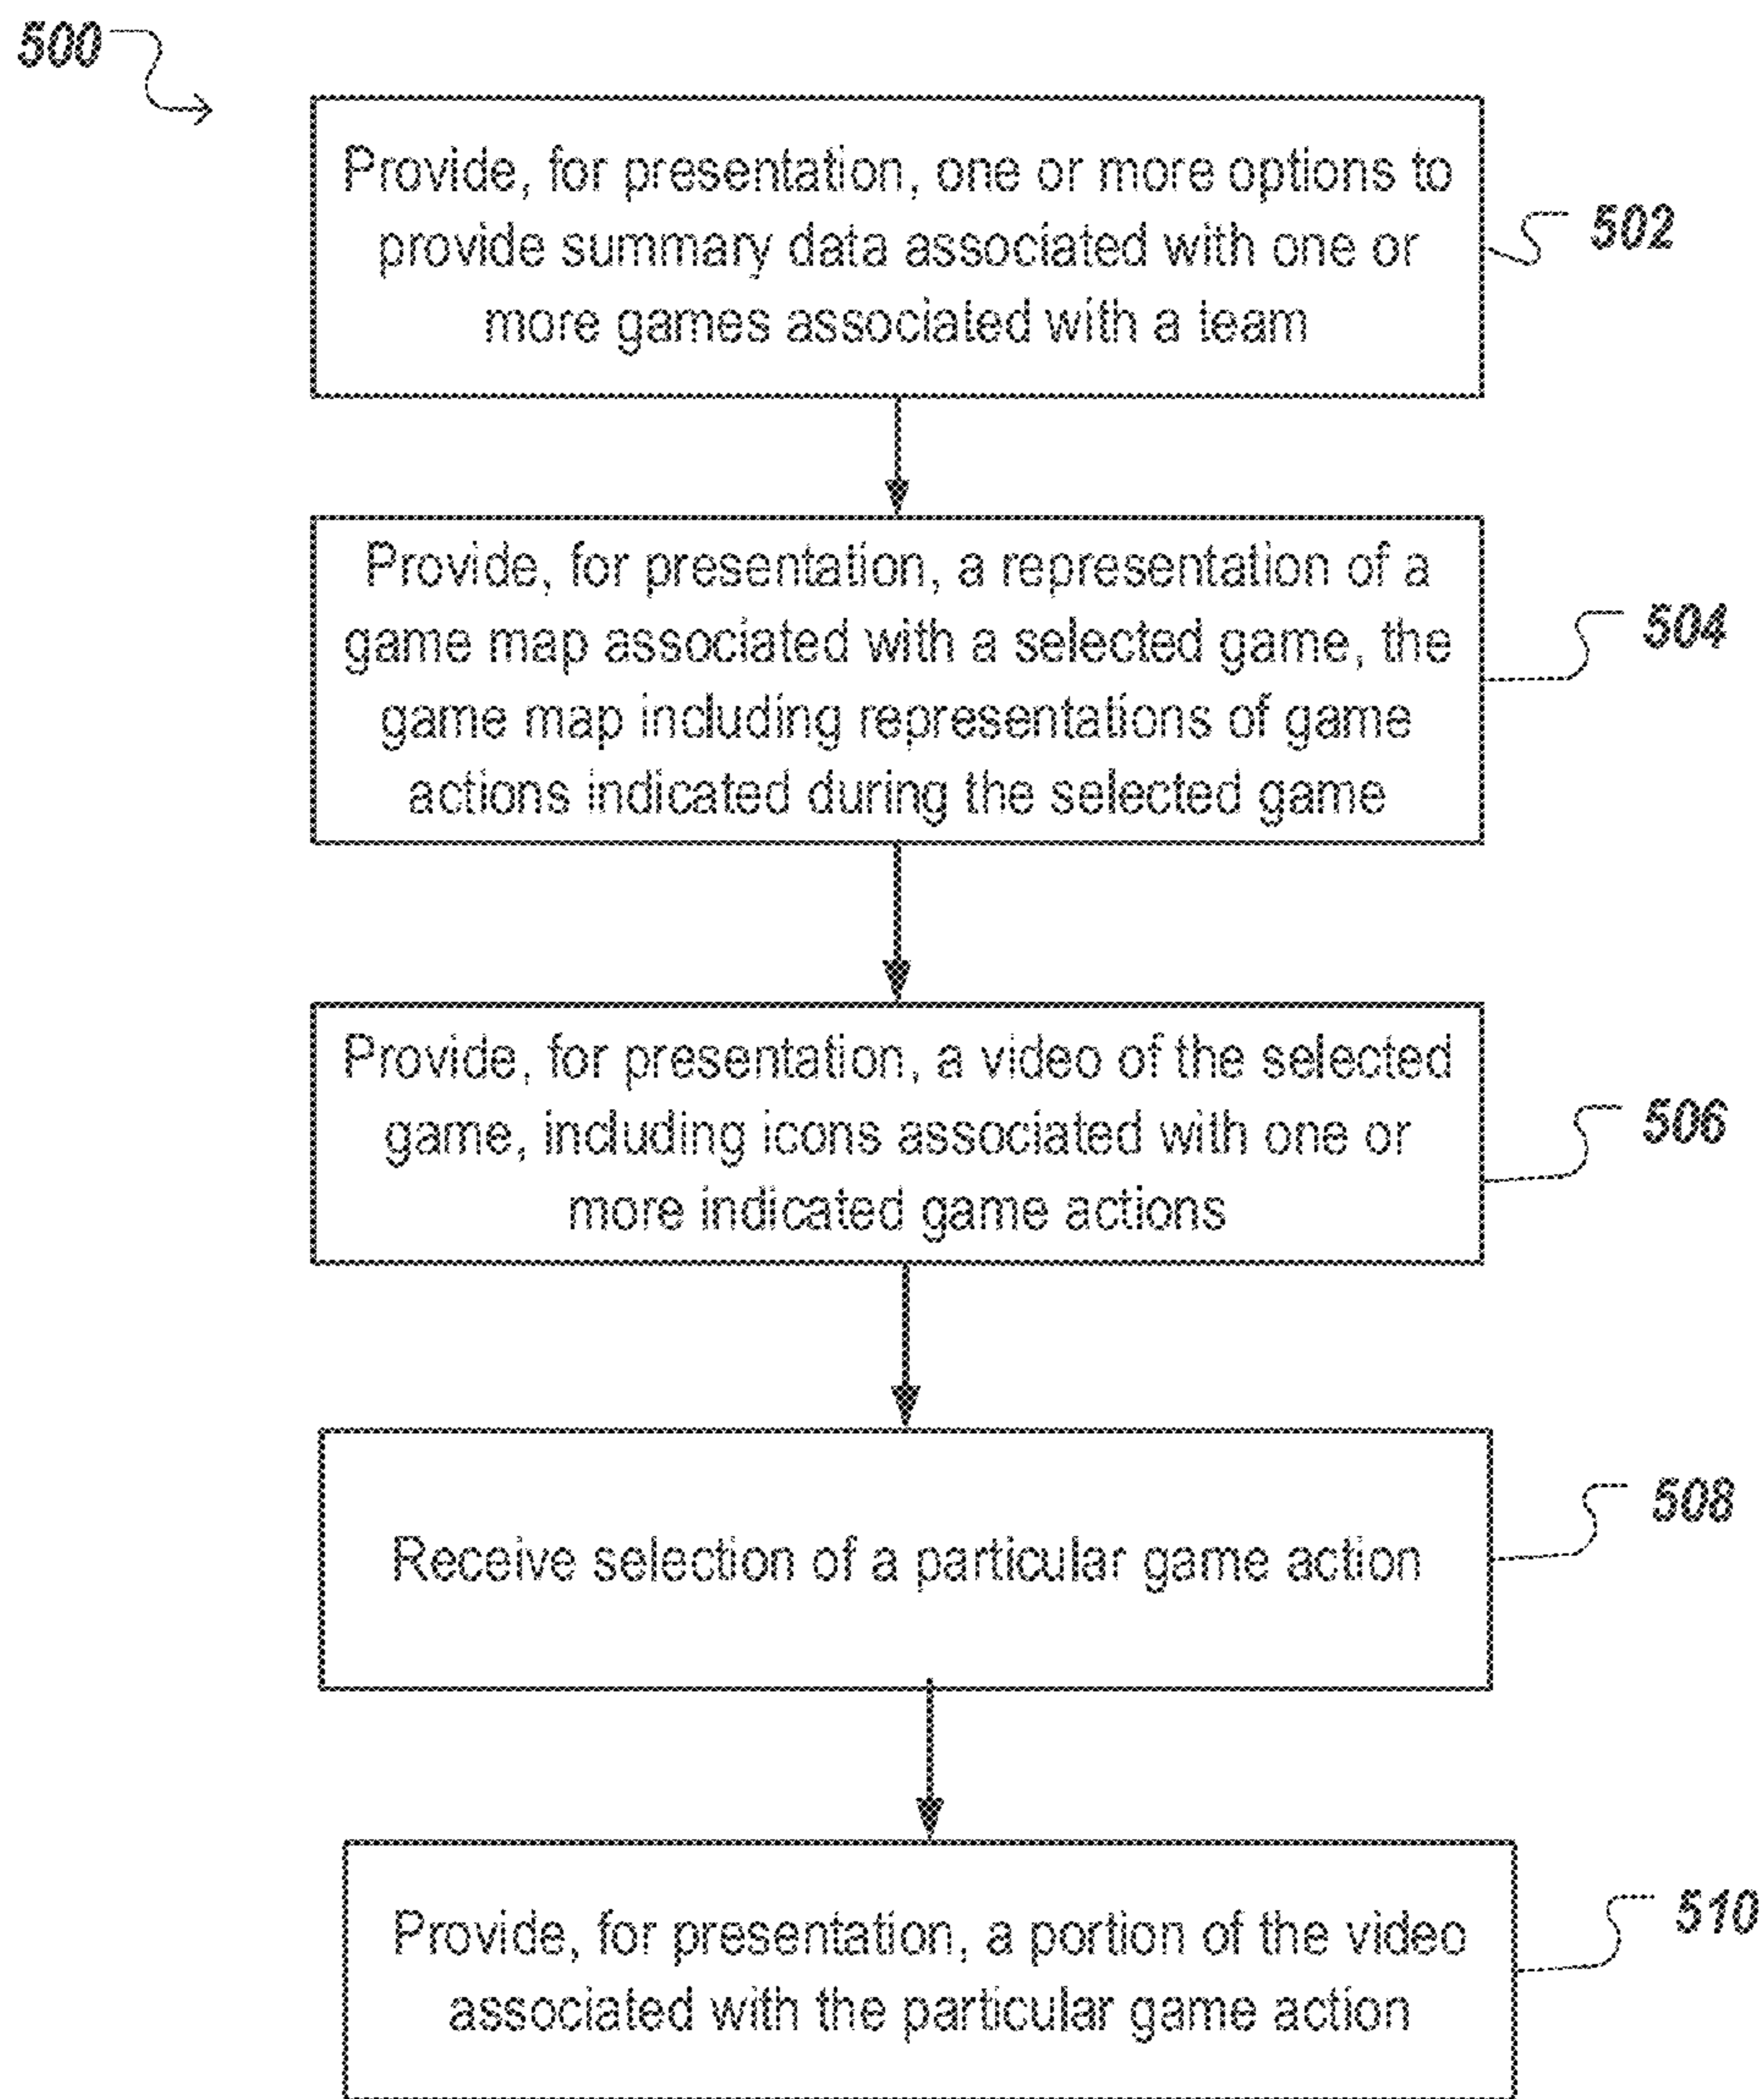 500
Provide, for presentation, one or more options to
provide summary data associated with one or
more games associated with a team
502
Provide, for presentation, a representation of a
game map associated with a selected game, the
game map including representations of game
actions indicated during the selected game
504
Provide, for presentation, a video of the selected
game, including icons associated with one or
more indicated game actions
506
Receive selection of a particular game action
508
Provide, for presentation, a portion of the video
associated with the particular game action
510